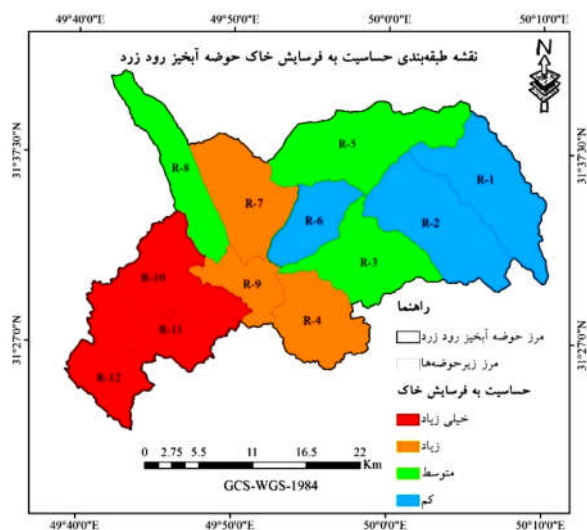 49°40'0"E 49°50'0"E 50°00'0"E 50°10'0"E
نقشه طبقه‌بندی حساسیت به فرسایش خاک حوضه آبخیز رود زرد
N
31°37'30"N
31°37'30"N
R-5
R-8
R-1
R-7
R-6
R-2
R-3
R-10
R-9
R-4
R-11
R-12
31°27'0"N
31°27'0"N
راهنما
مرز حوضه آبخیز رود زرد
مرز زیرحوضه‌ها
حساسیت به فرسایش خاک
خیلی زیاد
زیاد
متوسط
کم
0 2.75 5.5 11 16.5 22
Km
GCS-WGS-1984
49°40'0"E 49°50'0"E 50°00'0"E 50°10'0"E